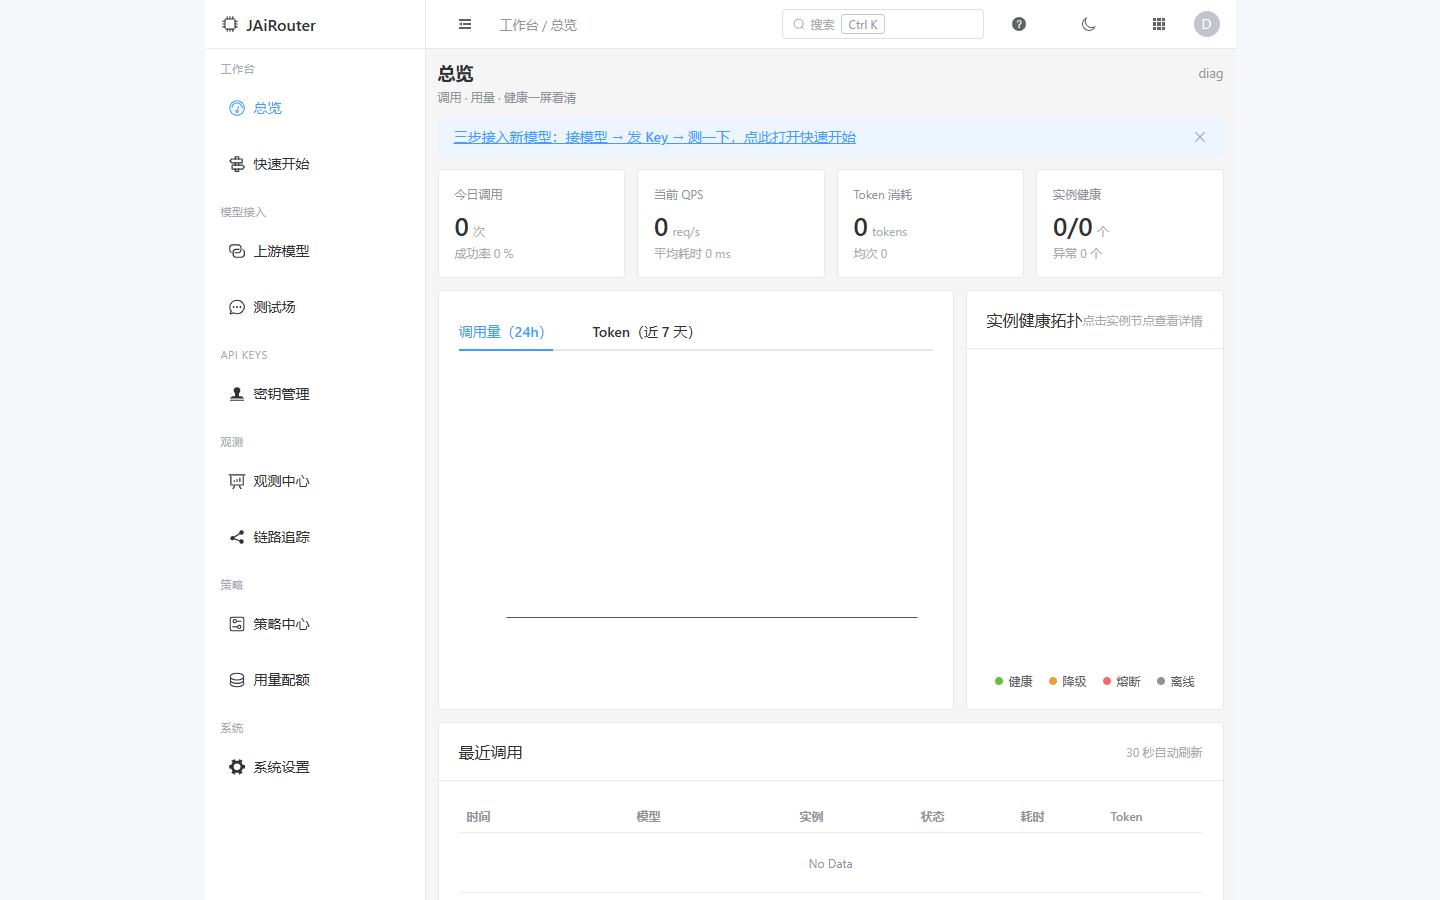 JAiRouter
工作台 / 总览
搜索 Ctrl K
D
工作台
总览
快速开始
模型接入
上游模型
测试场
API KEYS
密钥管理
观测
观测中心
链路追踪
策略
策略中心
用量配额
系统
系统设置
总览
diag
调用 · 用量 · 健康一屏看清
三步接入新模型：接模型 → 发 Key → 测一下，点此打开快速开始
今日调用
0 次
成功率 0 %
当前 QPS
0 req/s
平均耗时 0 ms
Token 消耗
0 tokens
均次 0
实例健康
0/0 个
异常 0 个
调用量（24h） Token（近 7 天）
实例健康拓扑点击实例节点查看详情
健康 降级 熔断 离线
最近调用
30 秒自动刷新
时间 模型 实例 状态 耗时 Token
No Data